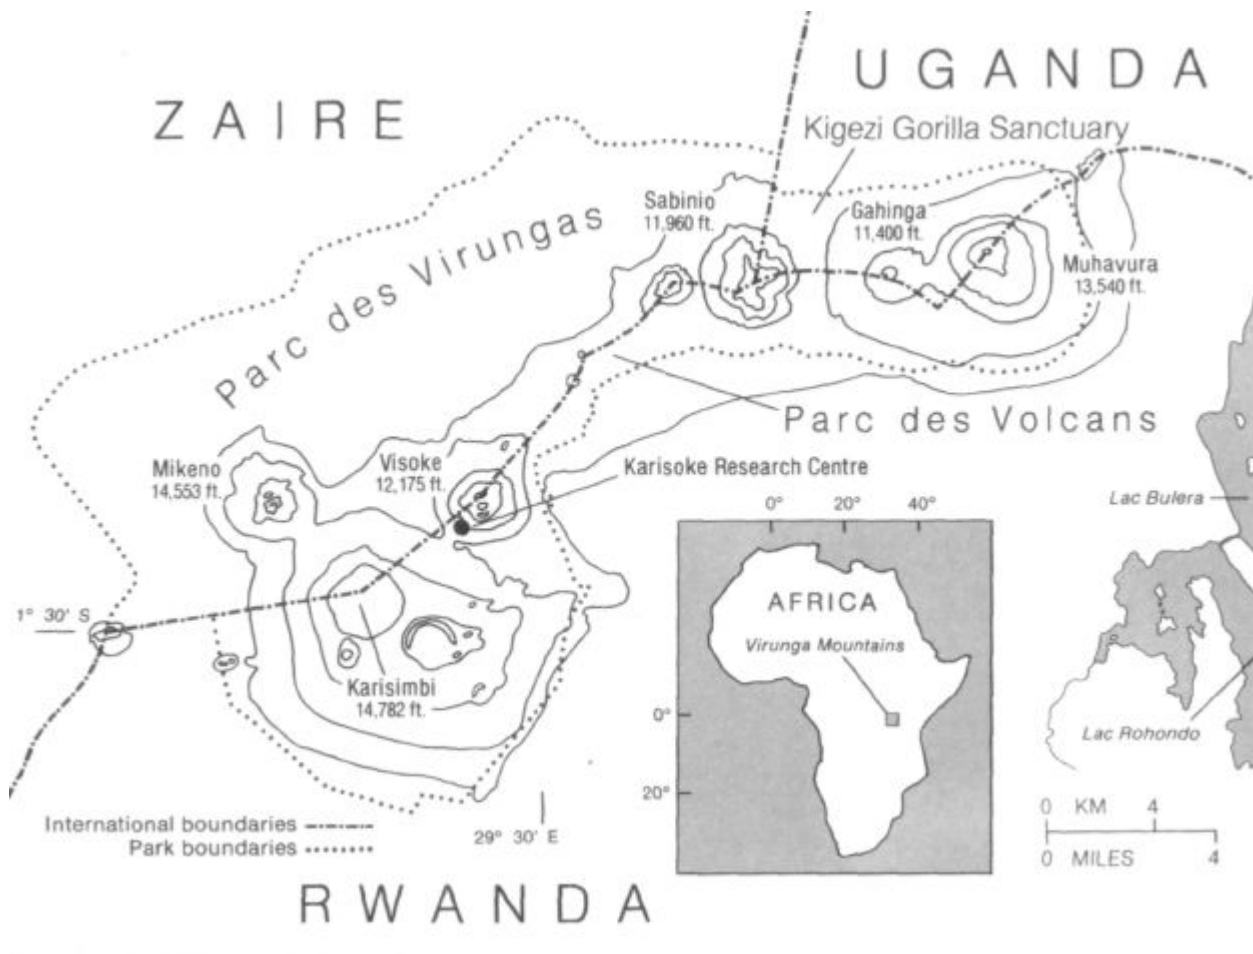 UGANDA
ZAIRE
Kigezi Gorilla Sanctuary
Sabinio
11,960 ft.
Gahinga
11,400 ft.
Parc des Virungas
Muhavura
13,540 ft.
Parc des Volcans
Mikeno
14,553 ft.
Visoke
12,175 ft.
Karisoke Research Centre
Lac Bulera
0° 20° 40°
AFRICA
Virunga Mountains
1° 30' S
Karisimbi
14,782 ft.
0°
Lac Rohondo
20°
0 KM 4
0 MILES 4
International boundaries
Park boundaries
29° 30' E
RWANDA